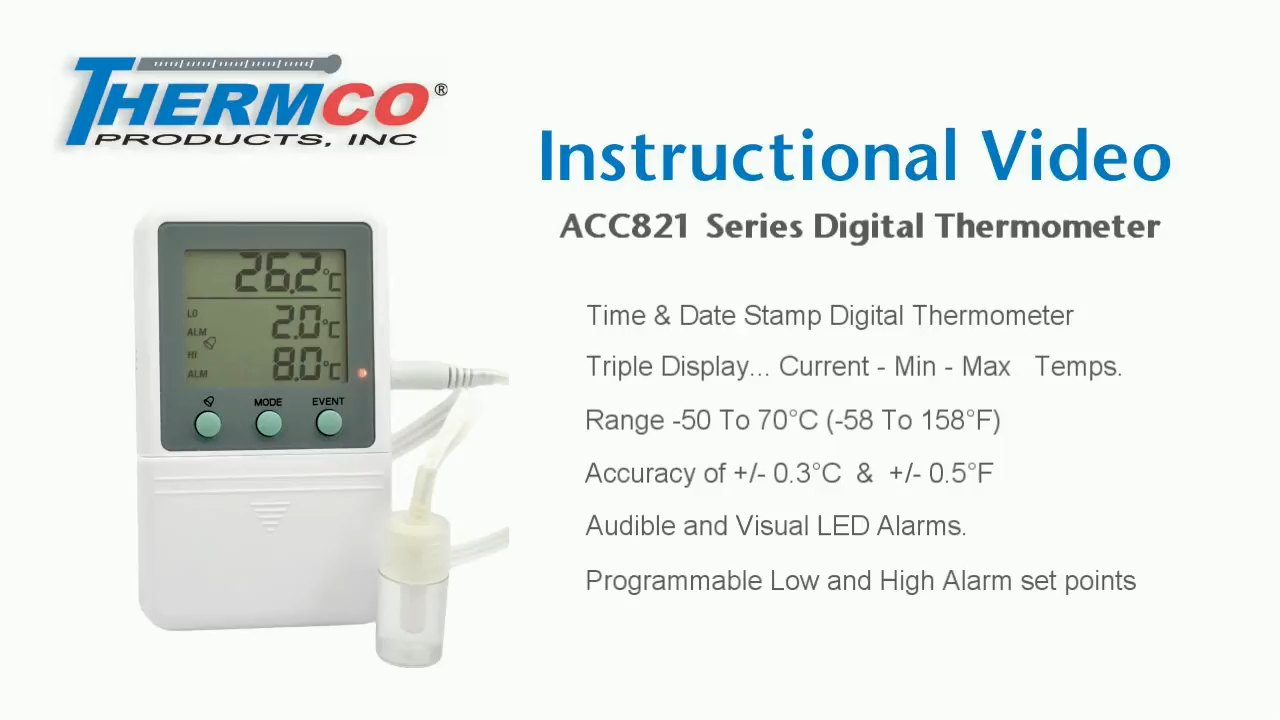 THERMCO®
PRODUCTS, INC
Instructional Video
ACC821 Series Digital Thermometer
26.2°C
LO
ALM
2.0°C
HI
ALM
8.0°C
MODE
EVENT
Time & Date Stamp Digital Thermometer
Triple Display... Current - Min - Max Temps.
Range -50 To 70°C (-58 To 158°F)
Accuracy of +/- 0.3°C & +/- 0.5°F
Audible and Visual LED Alarms.
Programmable Low and High Alarm set points